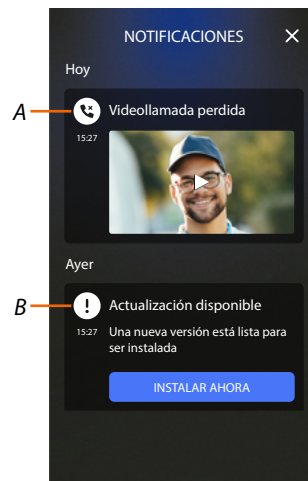 NOTIFICACIONES
Hoy
A
Videollamada perdida
15:27
Ayer
B
Actualización disponible
15:27 Una nueva versión está lista para
ser instalada
INSTALAR AHORA